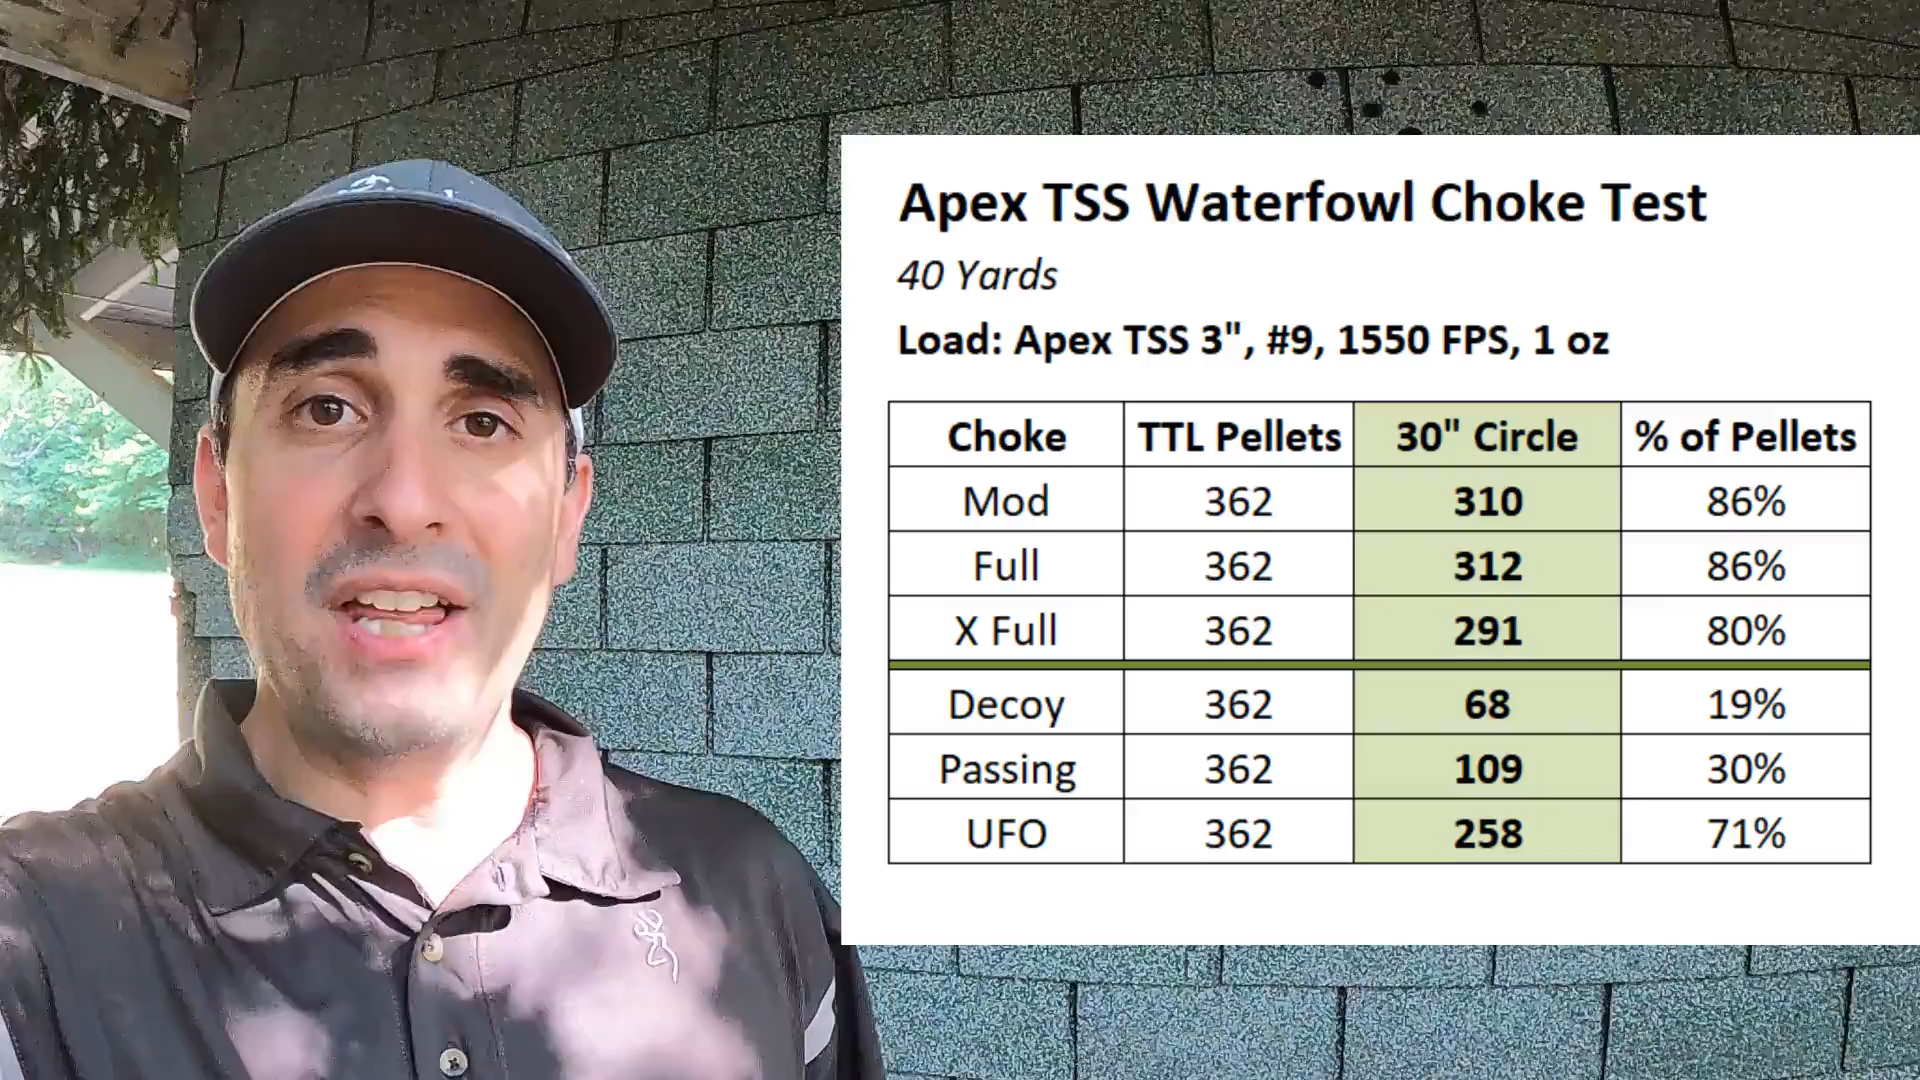 Apex TSS Waterfowl Choke Test
40 Yards
Load: Apex TSS 3", #9, 1550 FPS, 1 oz
Choke TTL Pellets 30" Circle % of Pellets
Mod 362 310 86%
Full 362 312 86%
X Full 362 291 80%
Decoy 362 68 19%
Passing 362 109 30%
UFO 362 258 71%